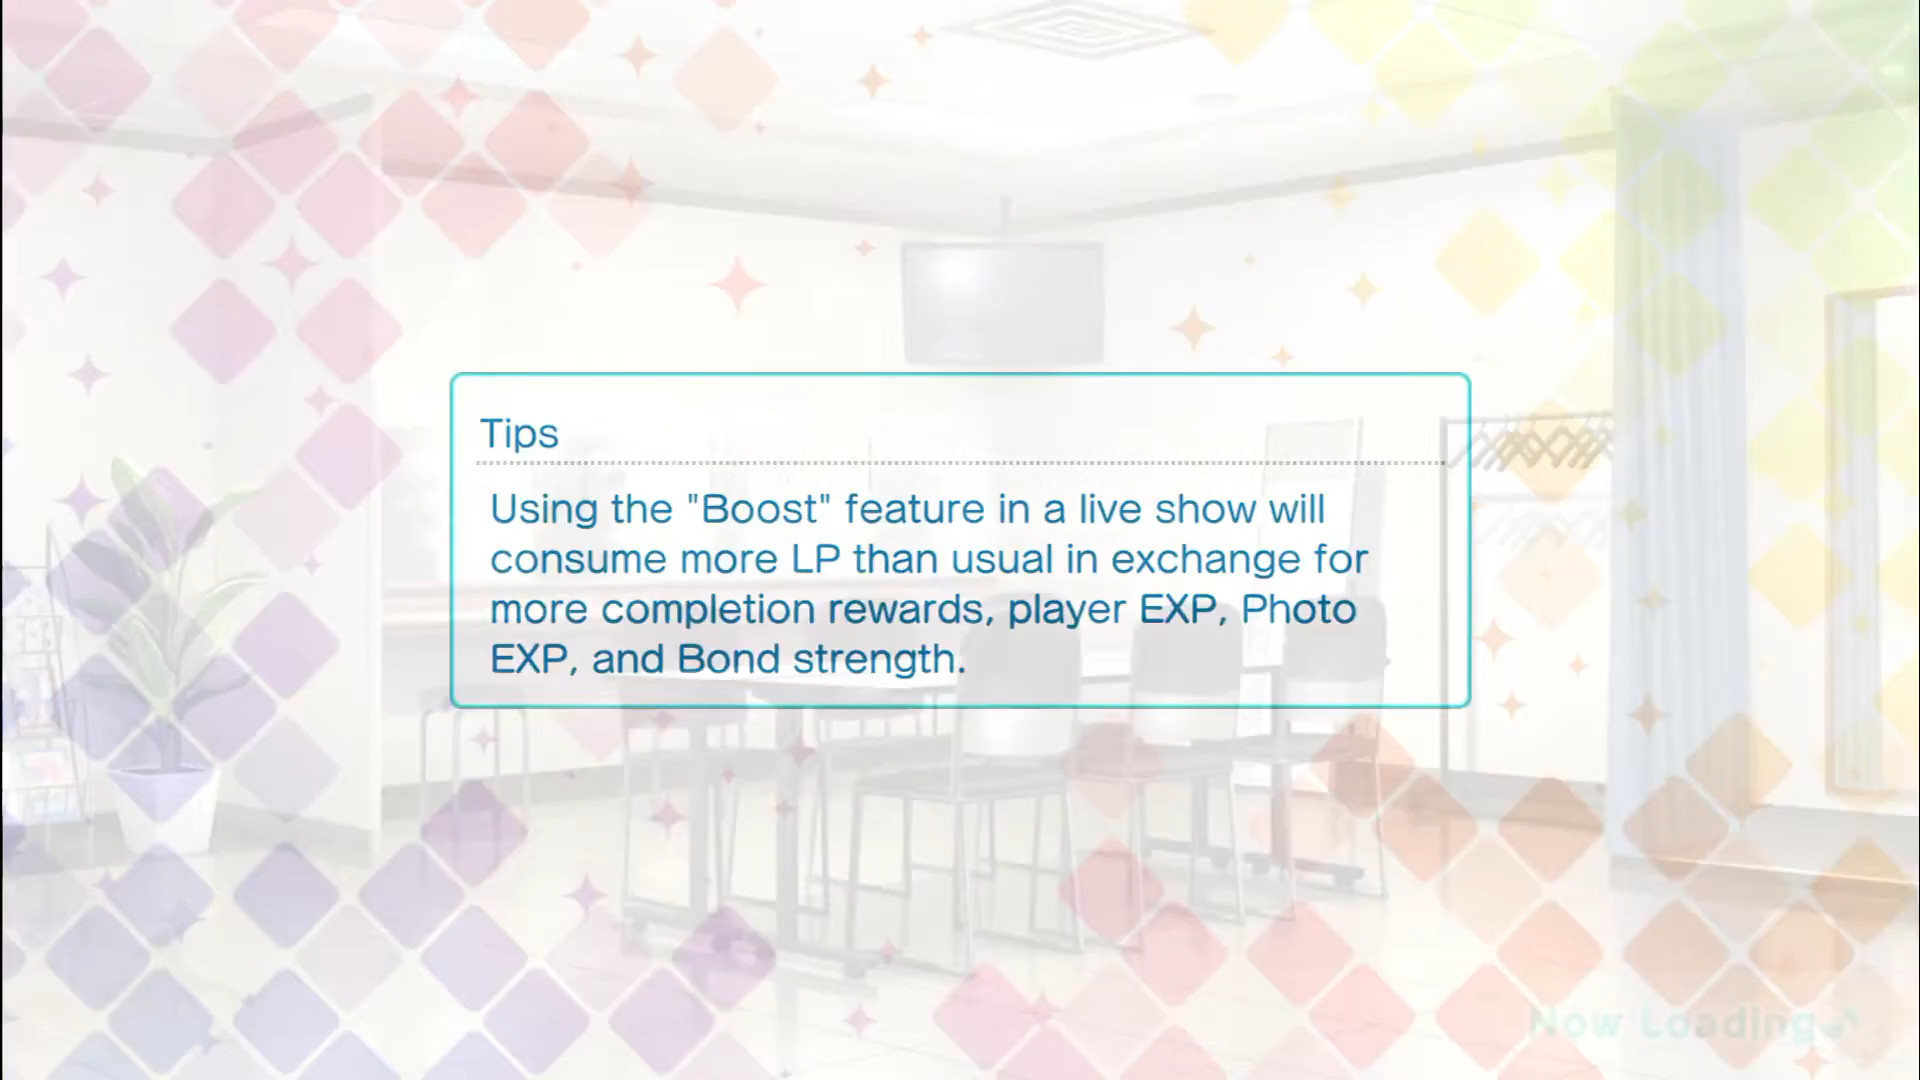 Tips
Using the "Boost" feature in a live show will
consume more LP than usual in exchange for
more completion rewards, player EXP, Photo
EXP, and Bond strength.
Now Loading